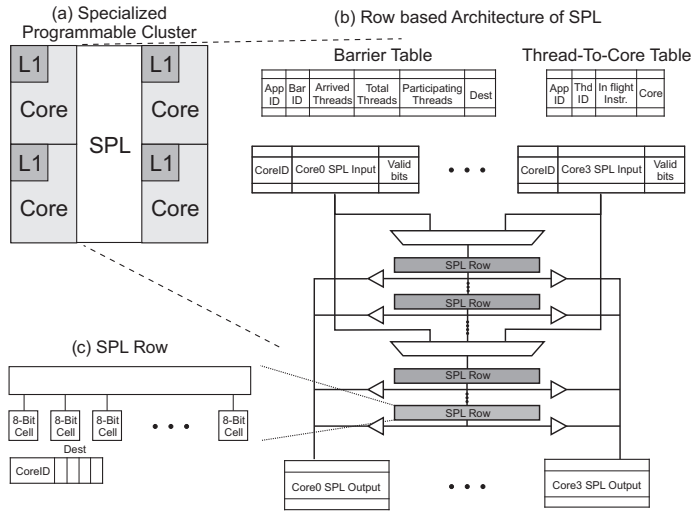 (a) Specialized
Programmable Cluster
L1
L1
Core
Core
SPL
L1
L1
Core
Core
(b) Row based Architecture of SPL
Barrier Table
Thread-To-Core Table
App ID
Bar ID
Arrived Threads
Total Threads
Participating Threads
Dest
App ID
Thd ID
In flight Instr.
Core
CoreID
Core0 SPL Input
Valid bits
• • •
CoreID
Core3 SPL Input
Valid bits
SPL Row
SPL Row
SPL Row
SPL Row
(c) SPL Row
8-Bit Cell
8-Bit Cell
8-Bit Cell
• • •
8-Bit Cell
Dest
CoreID
Core0 SPL Output
• • •
Core3 SPL Output